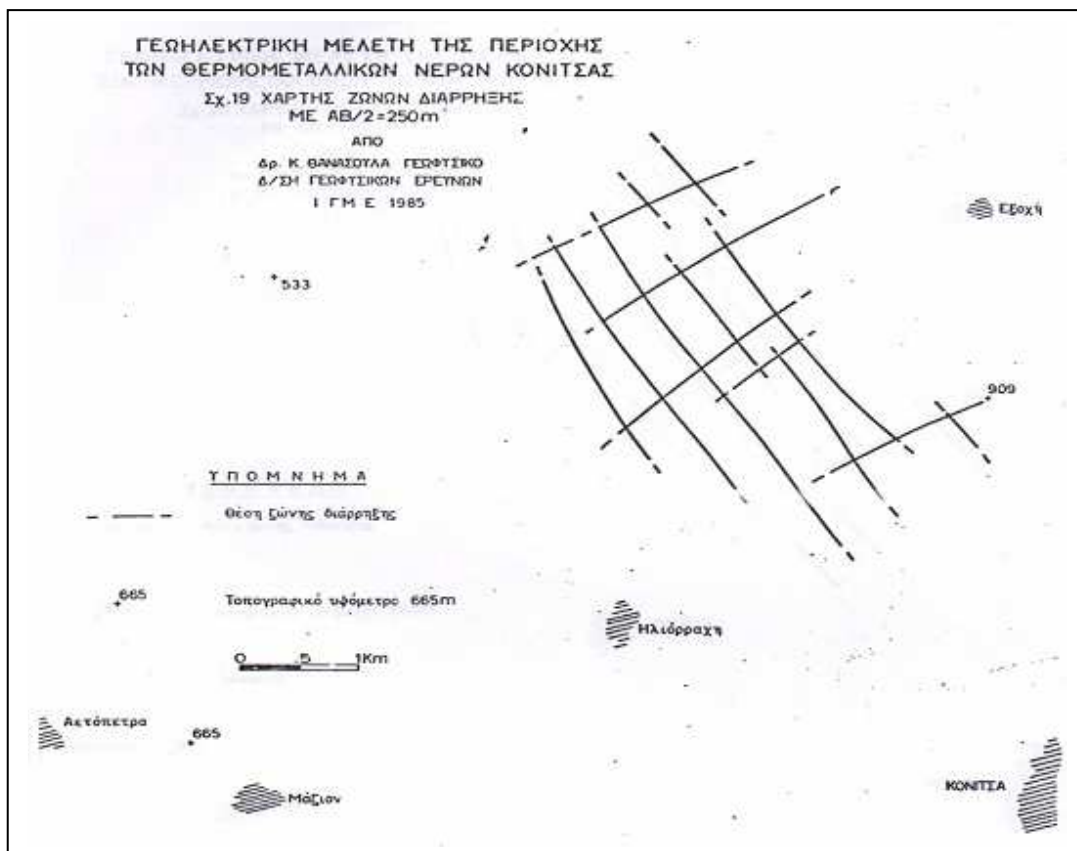 ΓΕΩΗΛΕΚΤΡΙΚΗ ΜΕΛΕΤΗ ΤΗΣ ΠΕΡΙΟΧΗΣ
ΤΩΝ ΘΕΡΜΟΜΕΤΑΛΛΙΚΩΝ ΝΕΡΩΝ ΚΟΝΙΤΣΑΣ
Σχ.19 ΧΑΡΤΗΣ ΖΩΝΩΝ ΔΙΑΡΡΗΞΗΣ
ΜΕ ΑΒ/2=250m
ΑΠΟ
Δρ. Κ. ΘΑΝΑΣΟΥΛΑ ΓΕΩΦΥΣΙΚΟ
Δ/ΣΗ ΓΕΩΦΥΣΙΚΩΝ ΕΡΕΥΝΩΝ
Ι ΓΜΕ 1985
Εξοχή
533
909
ΥΠΟΜΝΗΜΑ
Θέση ζώνης διάρρηξης
665
Τοπογραφικό υψόμετρο 665m
0 .5 1Km
Ηλιόρραχη
Αετόπετρα
665
Μάζιον
ΚΟΝΙΤΣΑ